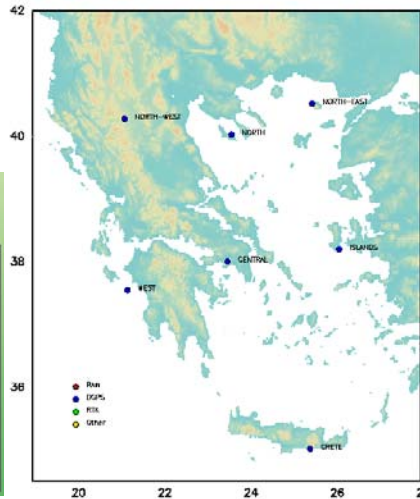 42
NORTH-EAST
NORTH-WEST
40
NORTH
ISLANDS
38
CENTRAL
WEST
36
Raw
DGPS
RTK
Other
CRETE
20
22
24
26